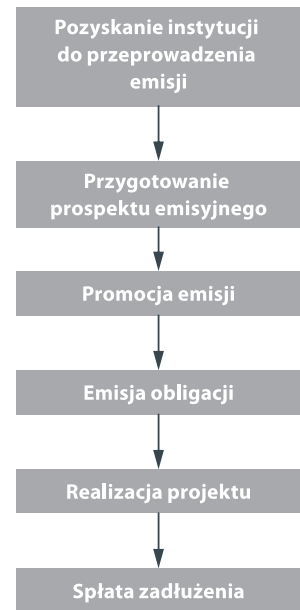 Pozyskanie instytucji
do przeprowadzenia
emisji
Przygotowanie
prospektu emisyjnego
Promocja emisji
Emisja obligacji
Realizacja projektu
Spłata zadłużenia